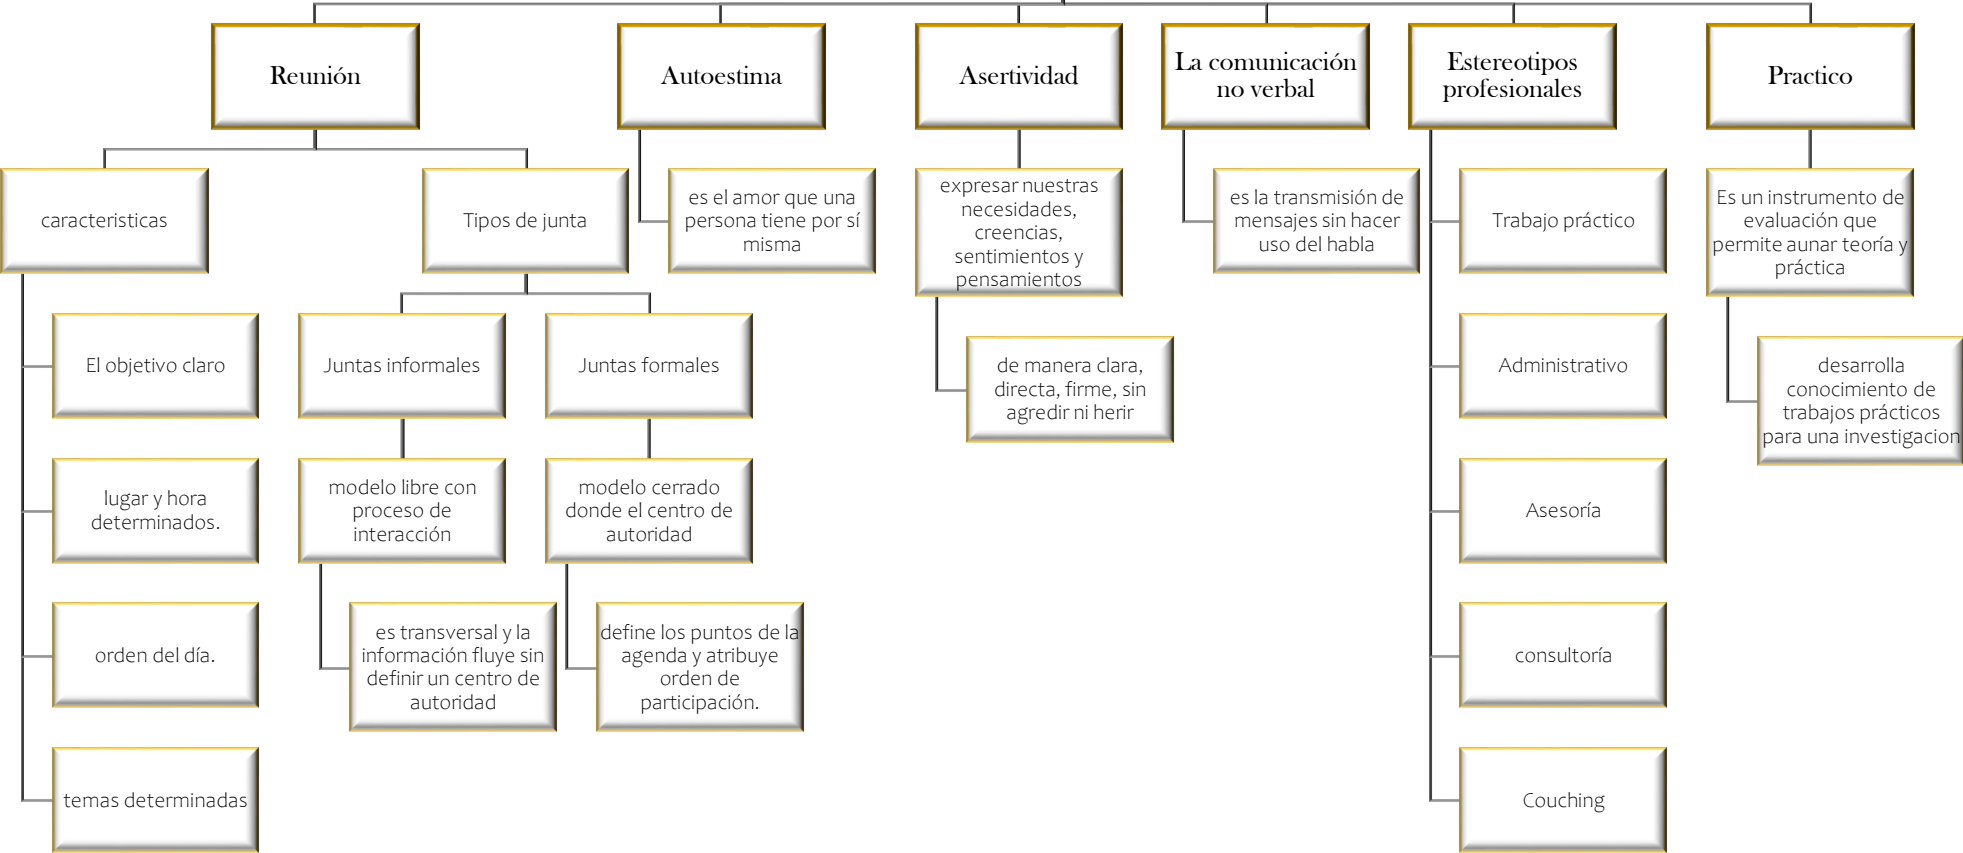 Reunión
Autoestima
Asertividad
La comunicación
no verbal
Estereotipos
profesionales
Practico
caracteristicas
Tipos de junta
es el amor que una
persona tiene por sí
misma
expresar nuestras
necesidades,
creencias,
sentimientos y
pensamientos
es la transmisión de
mensajes sin hacer
uso del habla
Trabajo práctico
Es un instrumento de
evaluación que
permite aunar teoría y
práctica
El objetivo claro
Juntas informales
Juntas formales
de manera clara,
directa, firme, sin
agredir ni herir
Administrativo
desarrolla
conocimiento de
trabajos prácticos
para una investigacion
lugar y hora
determinados.
modelo libre con
proceso de
interacción
modelo cerrado
donde el centro de
autoridad
Asesoría
orden del día.
es transversal y la
información fluye sin
definir un centro de
autoridad
define los puntos de la
agenda y atribuye
orden de
participación.
consultoría
temas determinadas
Couching